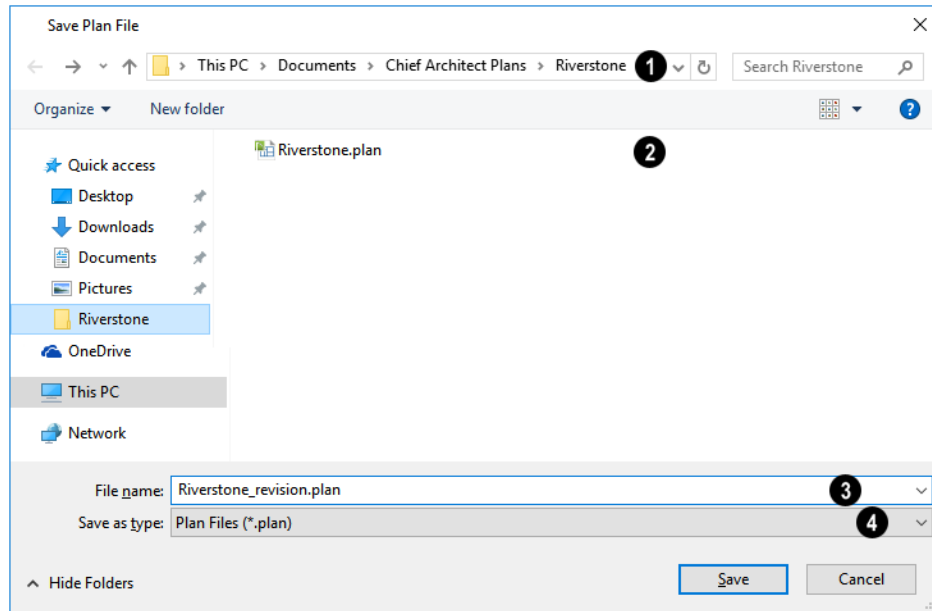 Save Plan File
This PC > Documents > Chief Architect Plans > Riverstone 1 Search Riverstone
Organize New folder ?
Riverstone.plan 2
Quick access
Desktop
Downloads
Documents
Pictures
Riverstone
OneDrive
This PC
Network
File name: Riverstone_revision.plan 3
Save as type: Plan Files (*.plan) 4
Hide Folders Save Cancel